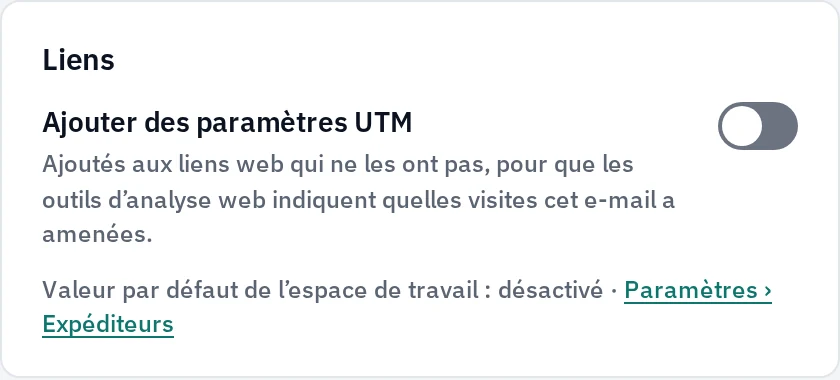 Liens
Ajouter des paramètres UTM
Ajoutés aux liens web qui ne les ont pas, pour que les
outils d’analyse web indiquent quelles visites cet e-mail a
amenées.
Valeur par défaut de l’espace de travail : désactivé · Paramètres ›
Expéditeurs